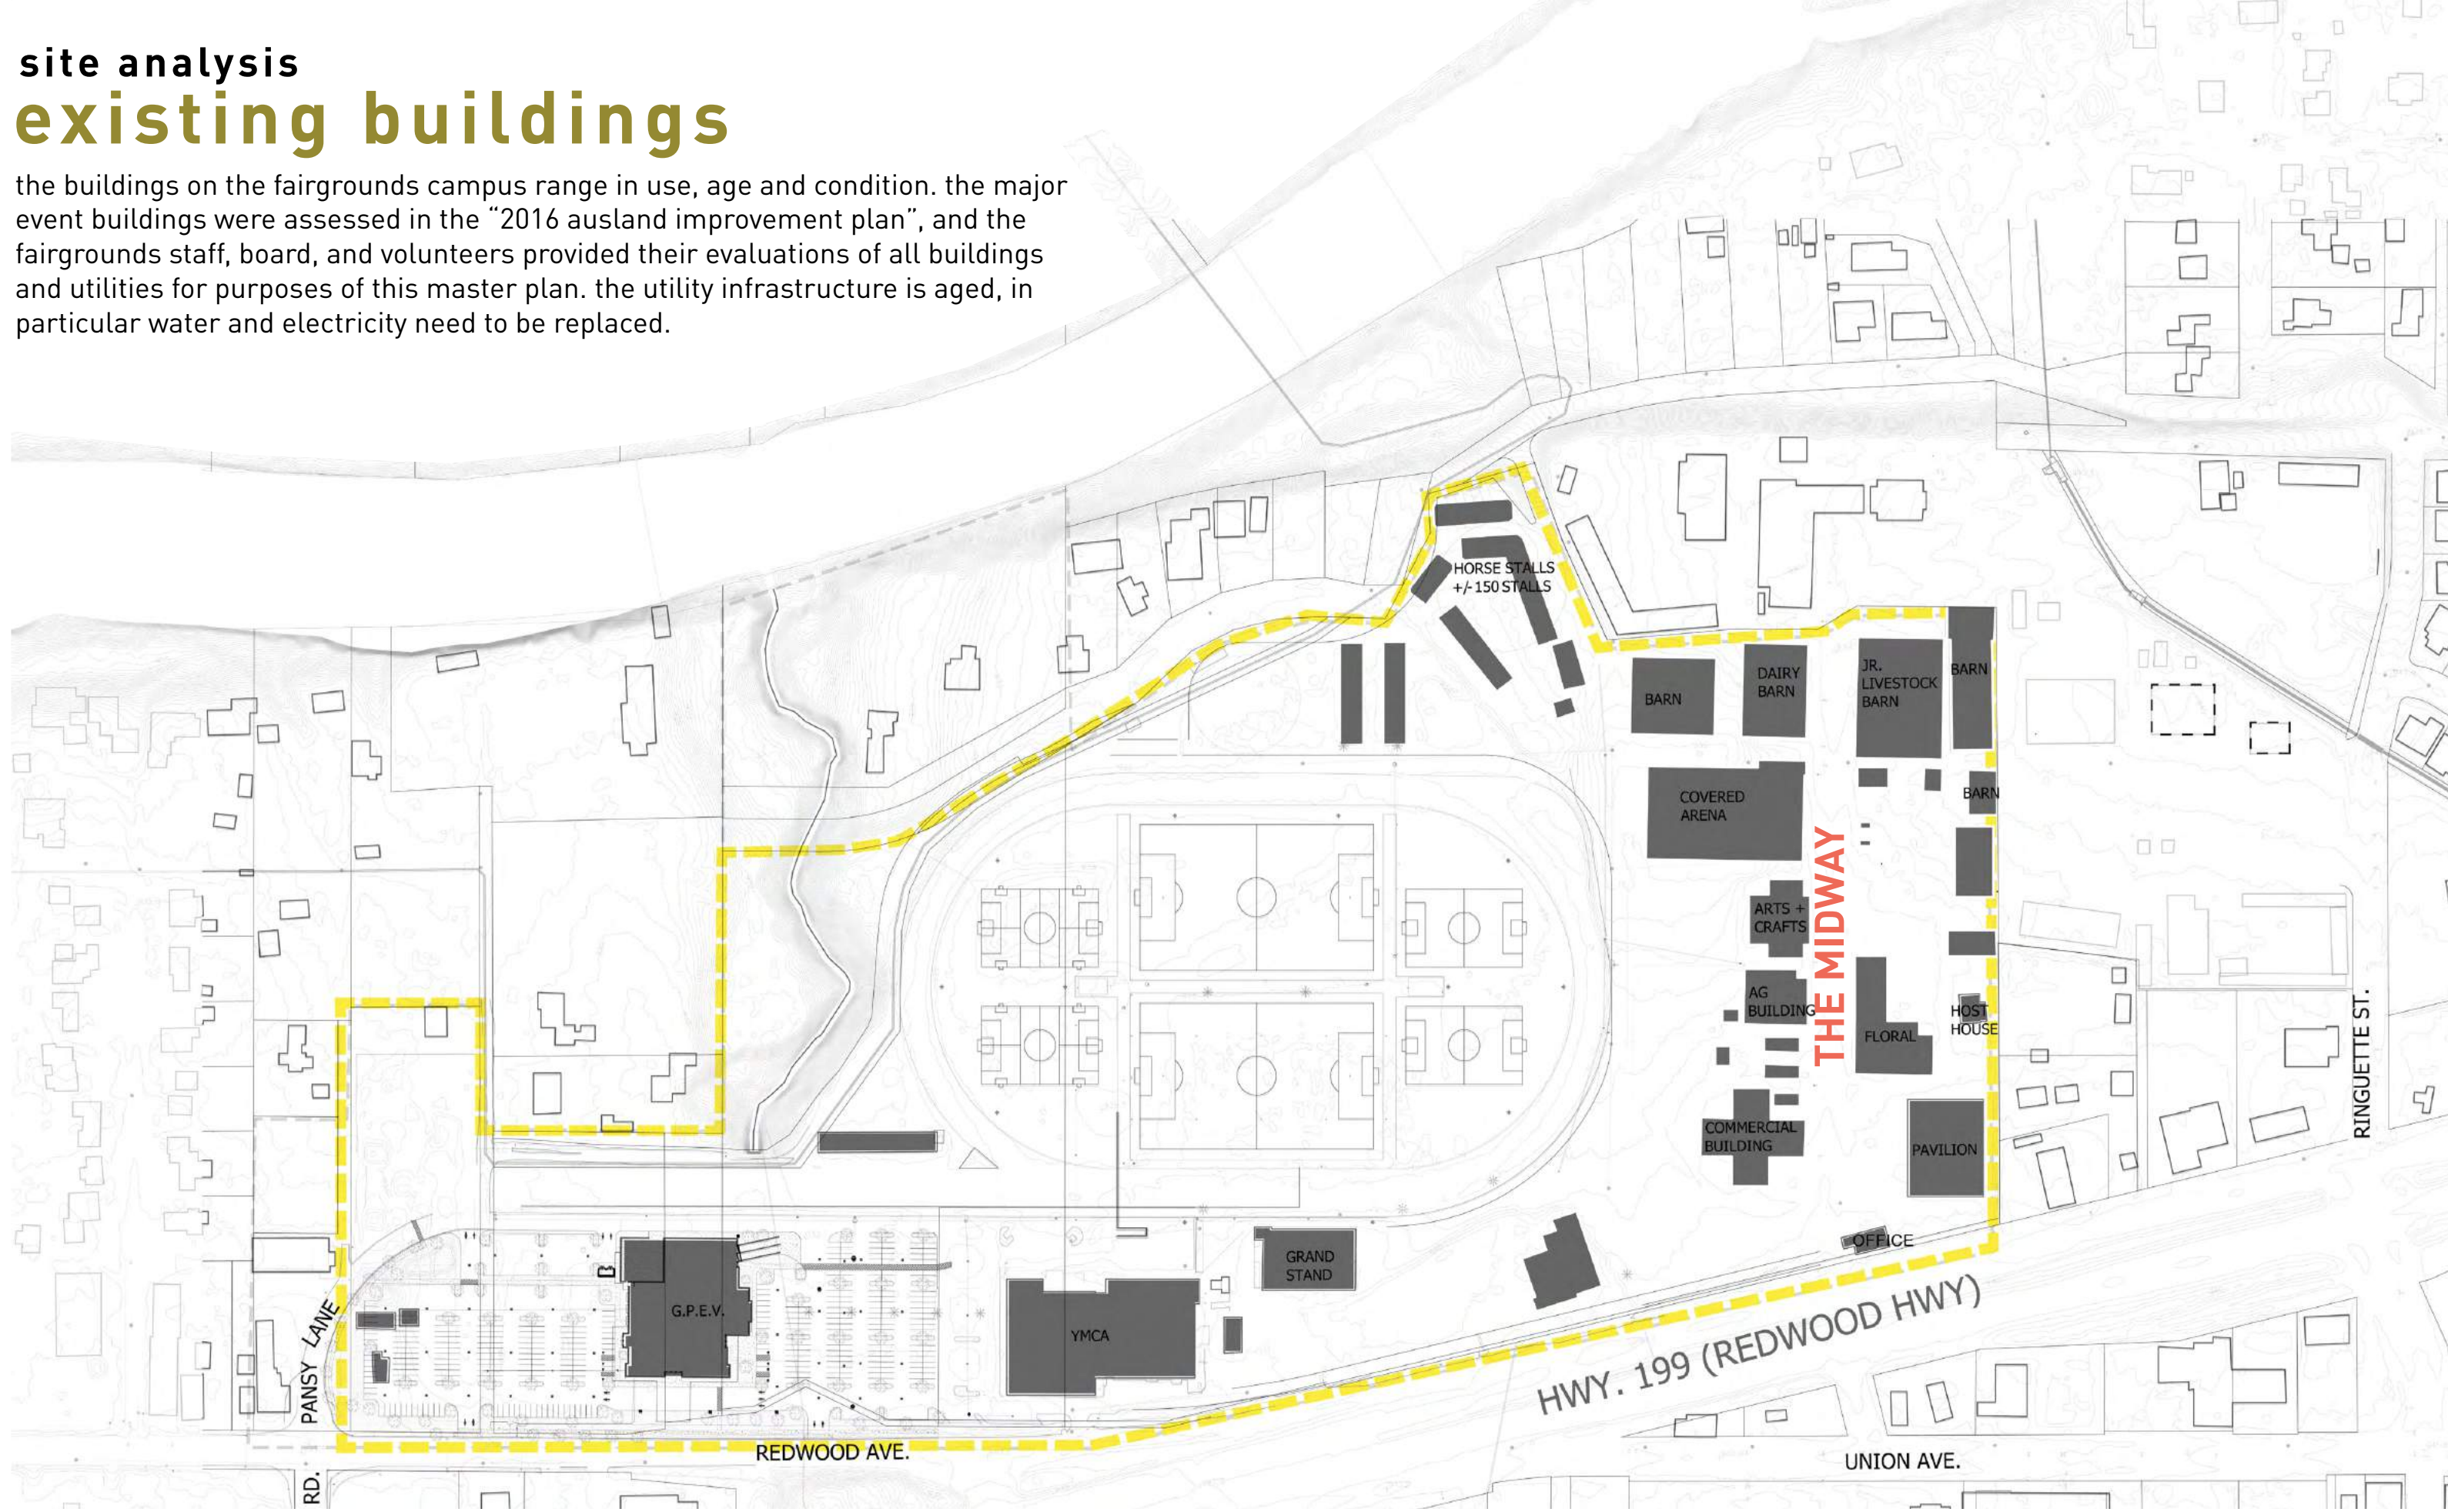 site analysis
existing buildings
the buildings on the fairgrounds campus range in use, age and condition. the major
event buildings were assessed in the “2016 ausland improvement plan”, and the
fairgrounds staff, board, and volunteers provided their evaluations of all buildings
and utilities for purposes of this master plan. the utility infrastructure is aged, in
particular water and electricity need to be replaced.
HORSE STALLS
+/-150 STALLS
BARN
DAIRY
BARN
JR.
LIVESTOCK
BARN
BARN
COVERED
ARENA
BARN
THE MIDWAY
ARTS +
CRAFTS
AG
BUILDING
FLORAL
HOST
HOUSE
COMMERCIAL
BUILDING
PAVILION
OFFICE
GRAND
STAND
G.P.E.V.
YMCA
RINGUETTE ST.
PANSY LANE
HWY. 199 (REDWOOD HWY)
REDWOOD AVE.
UNION AVE.
RD.